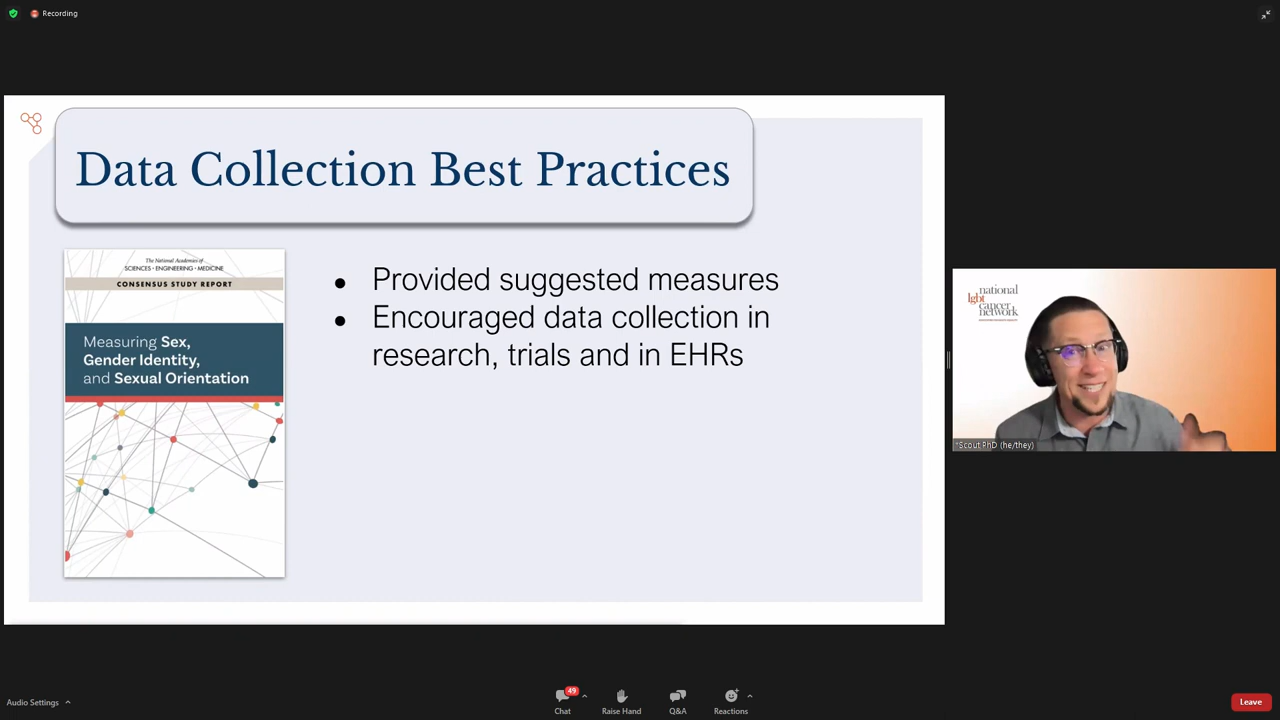 Recording
Data Collection Best Practices
The National Academies of
SCIENCES · ENGINEERING · MEDICINE
CONSENSUS STUDY REPORT
Measuring Sex,
Gender Identity,
and Sexual Orientation
● Provided suggested measures
● Encouraged data collection in
research, trials and in EHRs
national
lgbt
cancer
network
*Scout PhD (he/they)
Audio Settings
49
Chat
Raise Hand
Q&A
Reactions
Leave